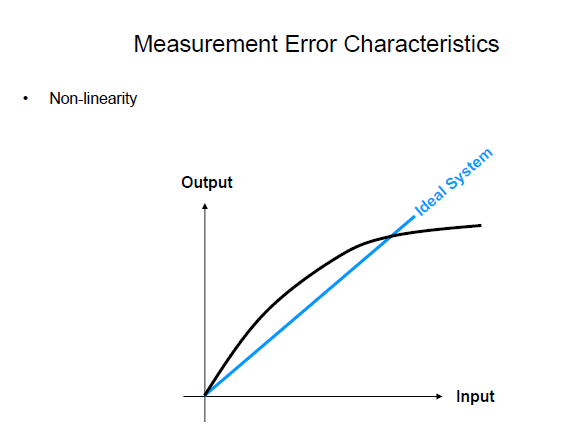 Measurement Error Characteristics
• Non-linearity
Ideal System
Output
Input